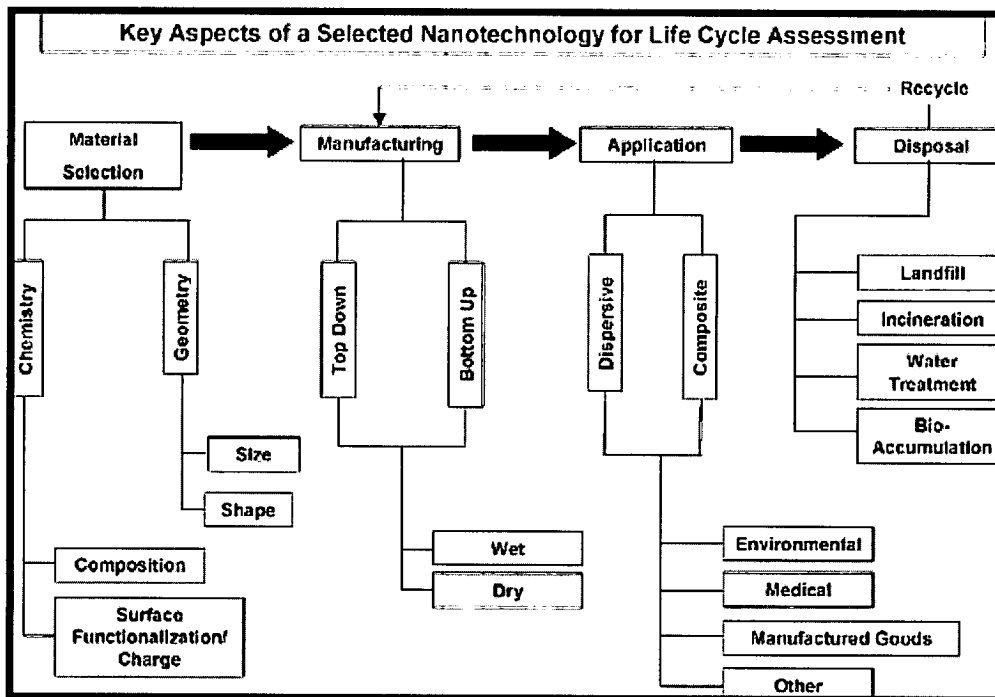 Key Aspects of a Selected Nanotechnology for Life Cycle Assessment
Recycle
Material
Selection
Manufacturing
Application
Disposal
Chemistry
Geometry
Top Down
Bottom Up
Dispersive
Composite
Landfill
Incineration
Water
Treatment
Bio-
Accumulation
Size
Shape
Composition
Surface
Functionalization/
Charge
Wet
Dry
Environmental
Medical
Manufactured Goods
Other